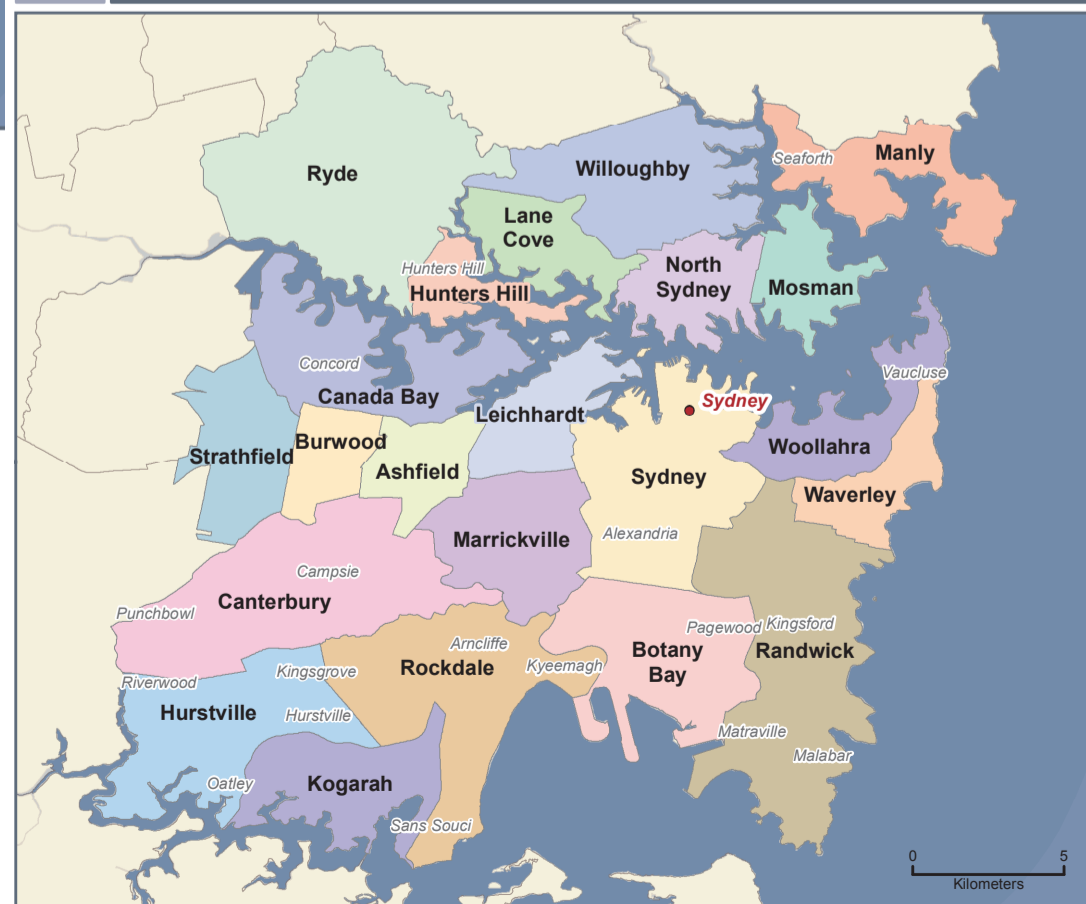 Ryde
Willoughby
Seaforth
Manly
Lane
Cove
Hunters Hill
Hunters Hill
North
Sydney
Mosman
Concord
Canada Bay
Vaucluse
Leichhardt
Sydney
Burwood
Strathfield
Ashfield
Woollahra
Sydney
Waverley
Marrickville
Alexandria
Campsie
Canterbury
Punchbowl
Pagewood
Kingsford
Arncliffe
Rockdale
Kyeemagh
Botany
Bay
Randwick
Kingsgrove
Riverwood
Hurstville
Hurstville
Matraville
Malabar
Oatley
Kogarah
Sans Souci
0
5
Kilometers